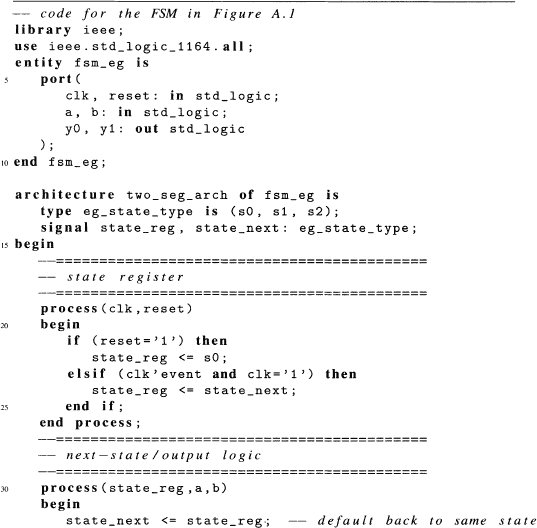 -- code for the FSM in Figure A.1
library ieee;
use ieee.std_logic_1164.all;
entity fsm_eg is
5 port(
clk, reset: in std_logic;
a, b: in std_logic;
y0, y1: out std_logic
);
10 end fsm_eg;
architecture two_seg_arch of fsm_eg is
type eg_state_type is (s0, s1, s2);
signal state_reg, state_next: eg_state_type;
15 begin
--==========================================
-- state register
--==========================================
process(clk,reset)
20 begin
if (reset='1') then
state_reg <= s0;
elsif (clk'event and clk='1') then
state_reg <= state_next;
25 end if;
end process;
--==========================================
-- next-state/output logic
--==========================================
30 process(state_reg,a,b)
begin
state_next <= state_reg; -- default back to same state